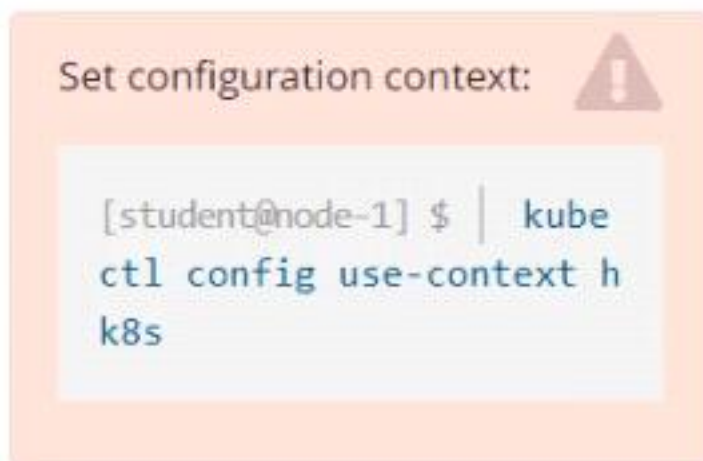 Set configuration context:
[student@node-1] $ | kube
ctl config use-context h
k8s